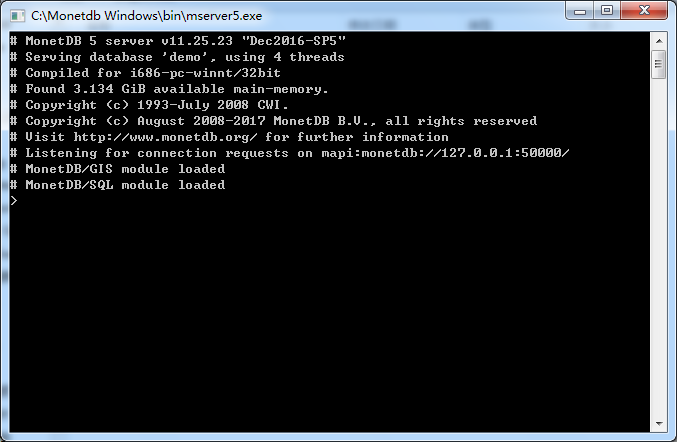 C:\Monetdb Windows\bin\mserver5.exe
# MonetDB 5 server v11.25.23 "Dec2016-SP5"
# Serving database 'demo', using 4 threads
# Compiled for i686-pc-winnt/32bit
# Found 3.134 GiB available main-memory.
# Copyright (c) 1993-July 2008 CWI.
# Copyright (c) August 2008-2017 MonetDB B.V., all rights reserved
# Visit http://www.monetdb.org/ for further information
# Listening for connection requests on mapi:monetdb://127.0.0.1:50000/
# MonetDB/GIS module loaded
# MonetDB/SQL module loaded
>